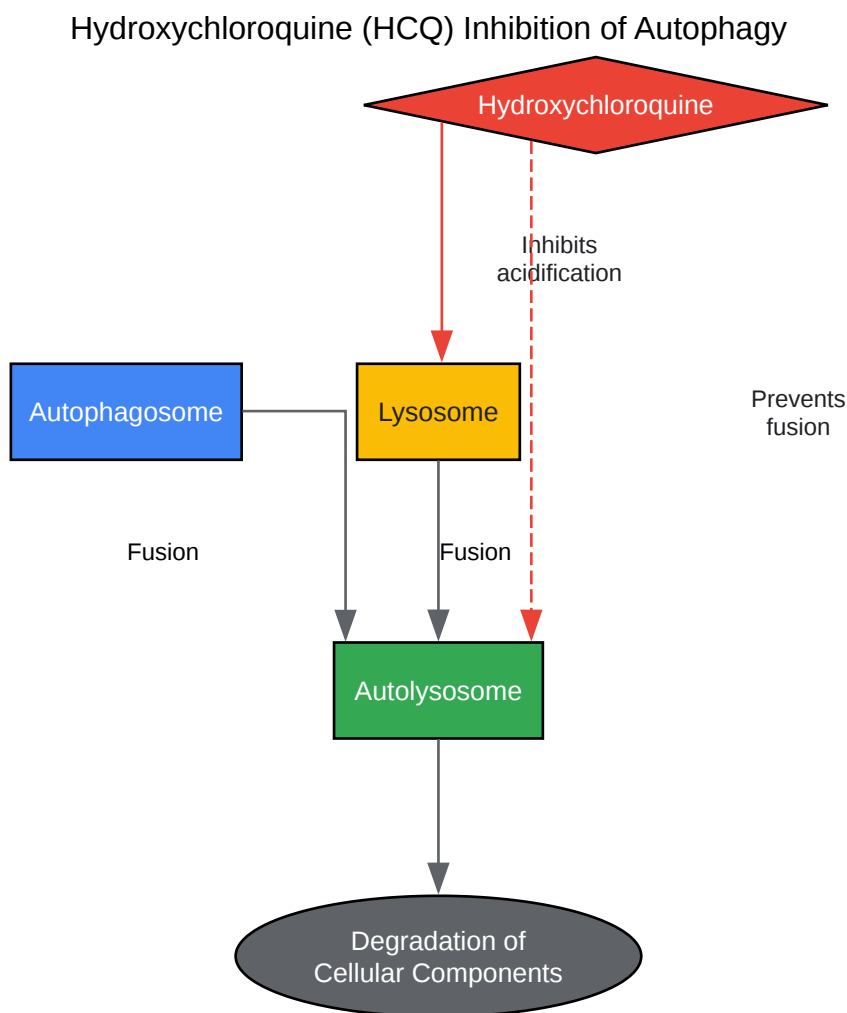 Hydroxychloroquine (HCQ) Inhibition of Autophagy
Hydroxychloroquine
Inhibits
acidification
Autophagosome
Lysosome
Prevents
fusion
Fusion
Fusion
Autolysosome
Degradation of
Cellular Components